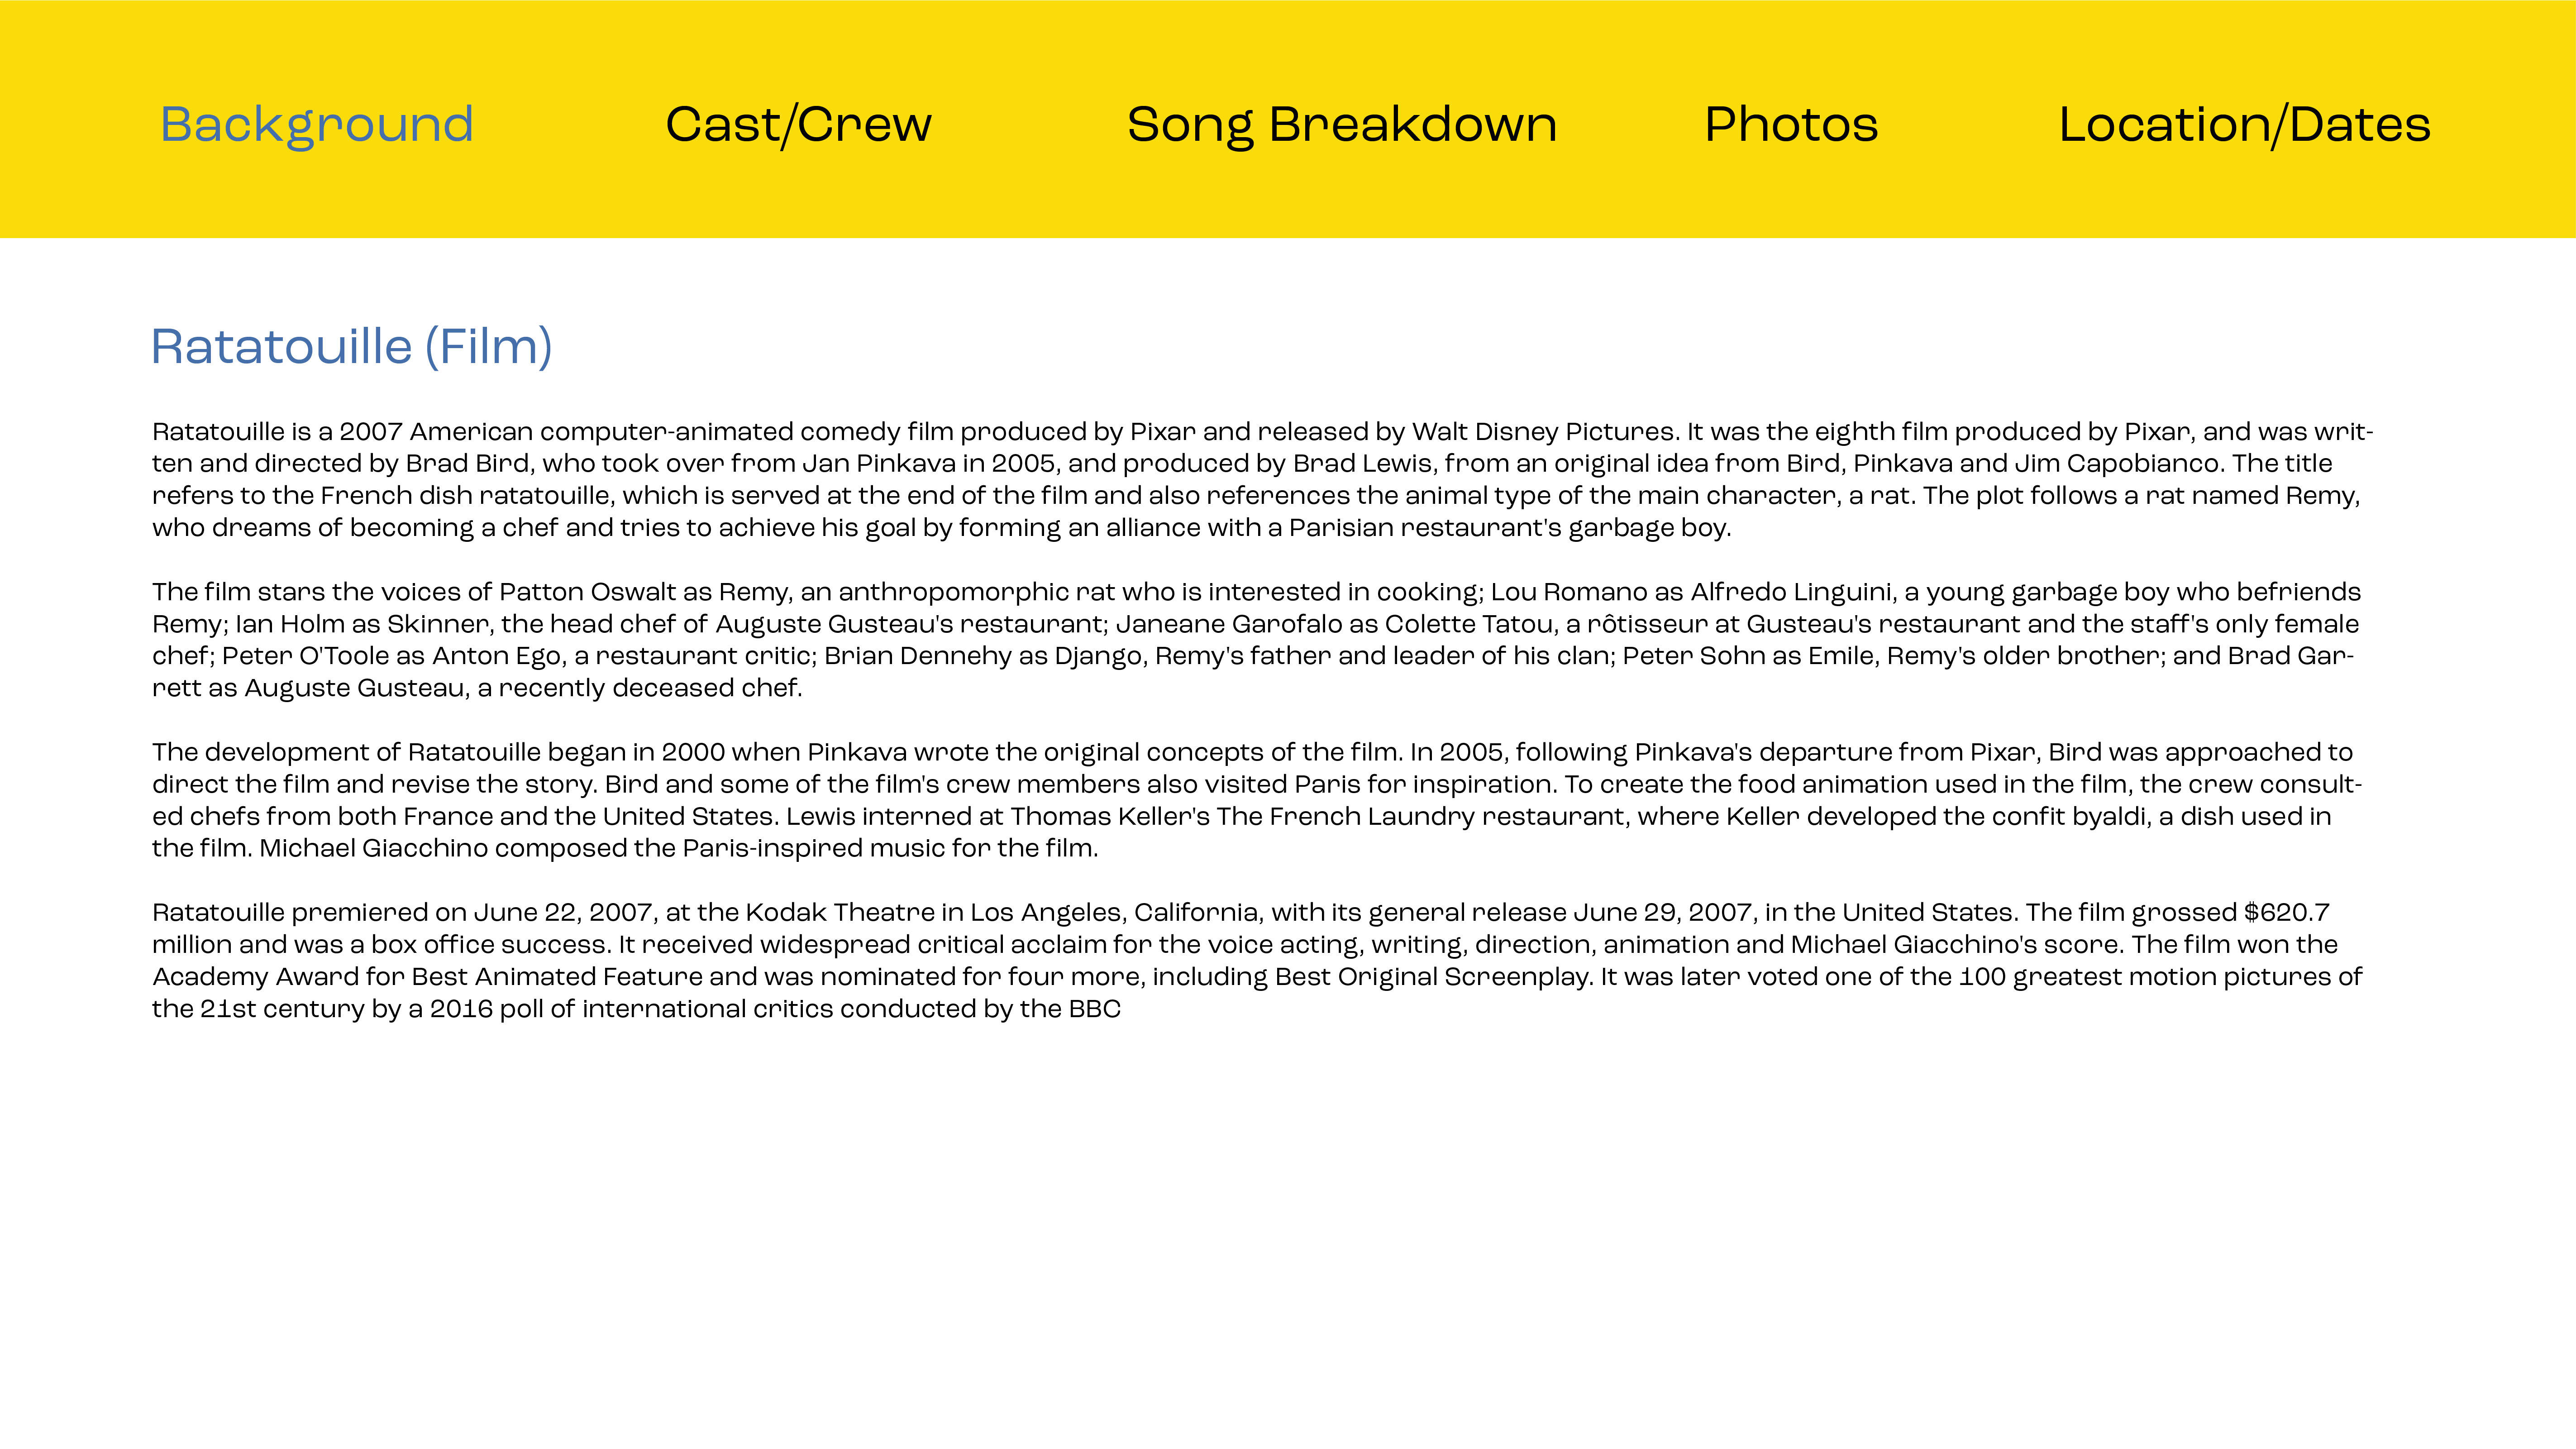 Background Cast/Crew Song Breakdown Photos Location/Dates
Ratatouille (Film)
Ratatouille is a 2007 American computer-animated comedy film produced by Pixar and released by Walt Disney Pictures. It was the eighth film produced by Pixar, and was writ-
ten and directed by Brad Bird, who took over from Jan Pinkava in 2005, and produced by Brad Lewis, from an original idea from Bird, Pinkava and Jim Capobianco. The title
refers to the French dish ratatouille, which is served at the end of the film and also references the animal type of the main character, a rat. The plot follows a rat named Remy,
who dreams of becoming a chef and tries to achieve his goal by forming an alliance with a Parisian restaurant's garbage boy.
The film stars the voices of Patton Oswalt as Remy, an anthropomorphic rat who is interested in cooking; Lou Romano as Alfredo Linguini, a young garbage boy who befriends
Remy; Ian Holm as Skinner, the head chef of Auguste Gusteau's restaurant; Janeane Garofalo as Colette Tatou, a rôtisseur at Gusteau's restaurant and the staff's only female
chef; Peter O'Toole as Anton Ego, a restaurant critic; Brian Dennehy as Django, Remy's father and leader of his clan; Peter Sohn as Emile, Remy's older brother; and Brad Gar-
rett as Auguste Gusteau, a recently deceased chef.
The development of Ratatouille began in 2000 when Pinkava wrote the original concepts of the film. In 2005, following Pinkava's departure from Pixar, Bird was approached to
direct the film and revise the story. Bird and some of the film's crew members also visited Paris for inspiration. To create the food animation used in the film, the crew consult-
ed chefs from both France and the United States. Lewis interned at Thomas Keller's The French Laundry restaurant, where Keller developed the confit byaldi, a dish used in
the film. Michael Giacchino composed the Paris-inspired music for the film.
Ratatouille premiered on June 22, 2007, at the Kodak Theatre in Los Angeles, California, with its general release June 29, 2007, in the United States. The film grossed $620.7
million and was a box office success. It received widespread critical acclaim for the voice acting, writing, direction, animation and Michael Giacchino's score. The film won the
Academy Award for Best Animated Feature and was nominated for four more, including Best Original Screenplay. It was later voted one of the 100 greatest motion pictures of
the 21st century by a 2016 poll of international critics conducted by the BBC